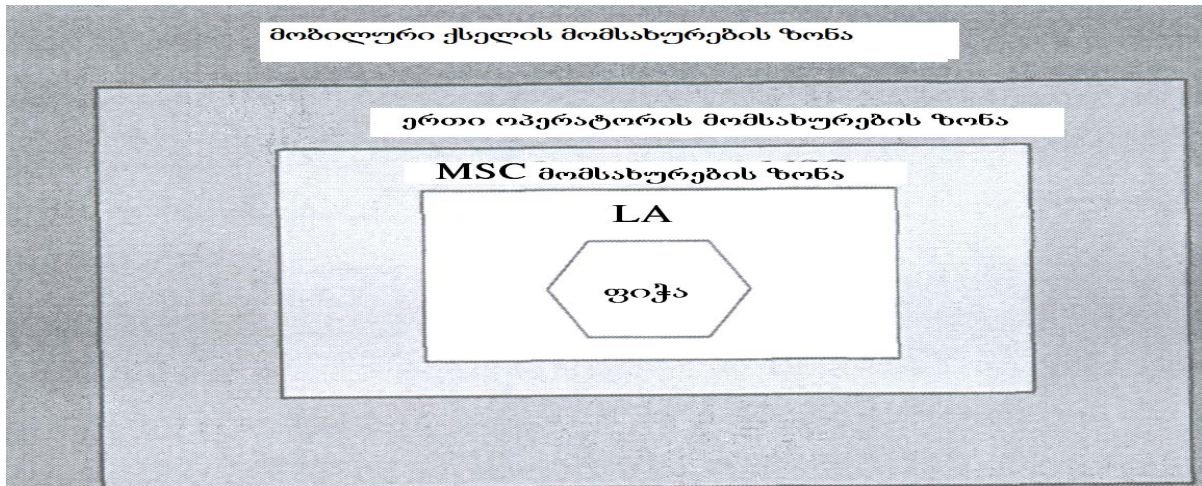 მობილური ქსელის მომსახურების ზონა
ერთი ოპერატორის მომსახურების ზონა
MSC მომსახურების ზონა
LA
ფიჭა